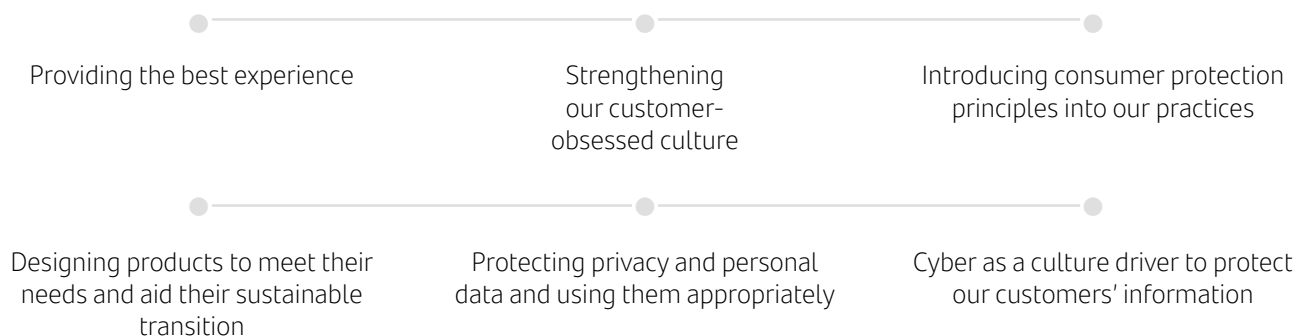 Providing the best experience
Strengthening
our customer-
obsessed culture
Introducing consumer protection
principles into our practices
Designing products to meet their
needs and aid their sustainable
transition
Protecting privacy and personal
data and using them appropriately
Cyber as a culture driver to protect
our customers’ information